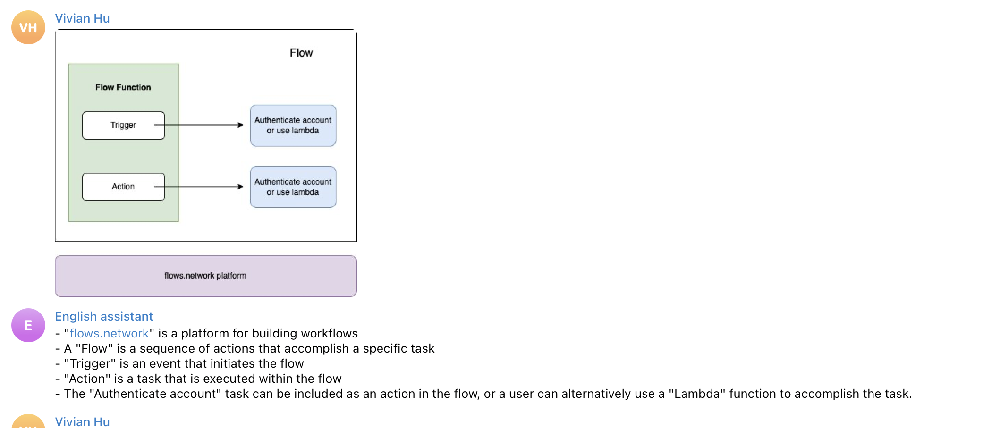 VH
Vivian Hu
Flow
Flow Function
Trigger
Authenticate account
or use lambda
Action
Authenticate account
or use lambda
flows.network platform
E
English assistant
- "flows.network" is a platform for building workflows
- A "Flow" is a sequence of actions that accomplish a specific task
- "Trigger" is an event that initiates the flow
- "Action" is a task that is executed within the flow
- The "Authenticate account" task can be included as an action in the flow, or a user can alternatively use a "Lambda" function to accomplish the task.
Vivian Hu